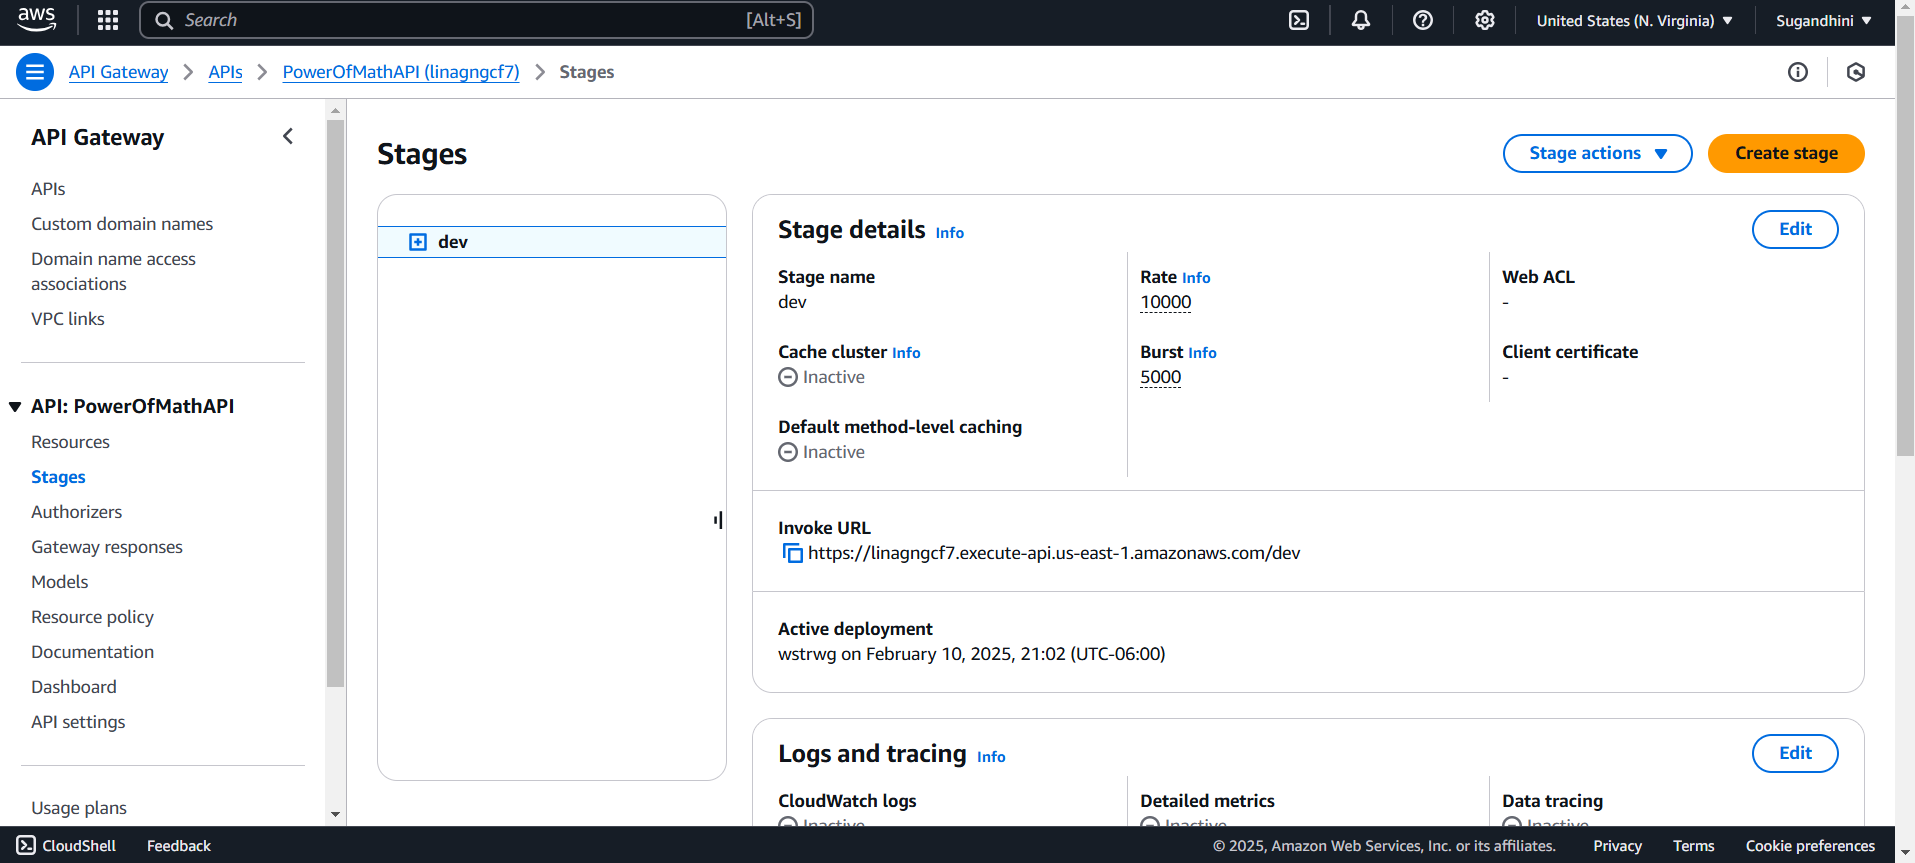 aws
Search [Alt+S]
United States (N. Virginia) Sugandhini
API Gateway APIs PowerOfMathAPI (linagngcf7) Stages
API Gateway
APIs
Custom domain names
Domain name access
associations
VPC links
API: PowerOfMathAPI
Resources
Stages
Authorizers
Gateway responses
Models
Resource policy
Documentation
Dashboard
API settings
Usage plans
Stages
Stage actions Create stage
dev
Stage details Info Edit
Stage name
dev
Rate Info
10000
Web ACL
-
Cache cluster Info
Inactive
Burst Info
5000
Client certificate
-
Default method-level caching
Inactive
Invoke URL
https://linagngcf7.execute-api.us-east-1.amazonaws.com/dev
Active deployment
wstrwg on February 10, 2025, 21:02 (UTC-06:00)
Logs and tracing Info Edit
CloudWatch logs
Inactive
Detailed metrics
Inactive
Data tracing
Inactive
CloudShell Feedback © 2025, Amazon Web Services, Inc. or its affiliates. Privacy Terms Cookie preferences